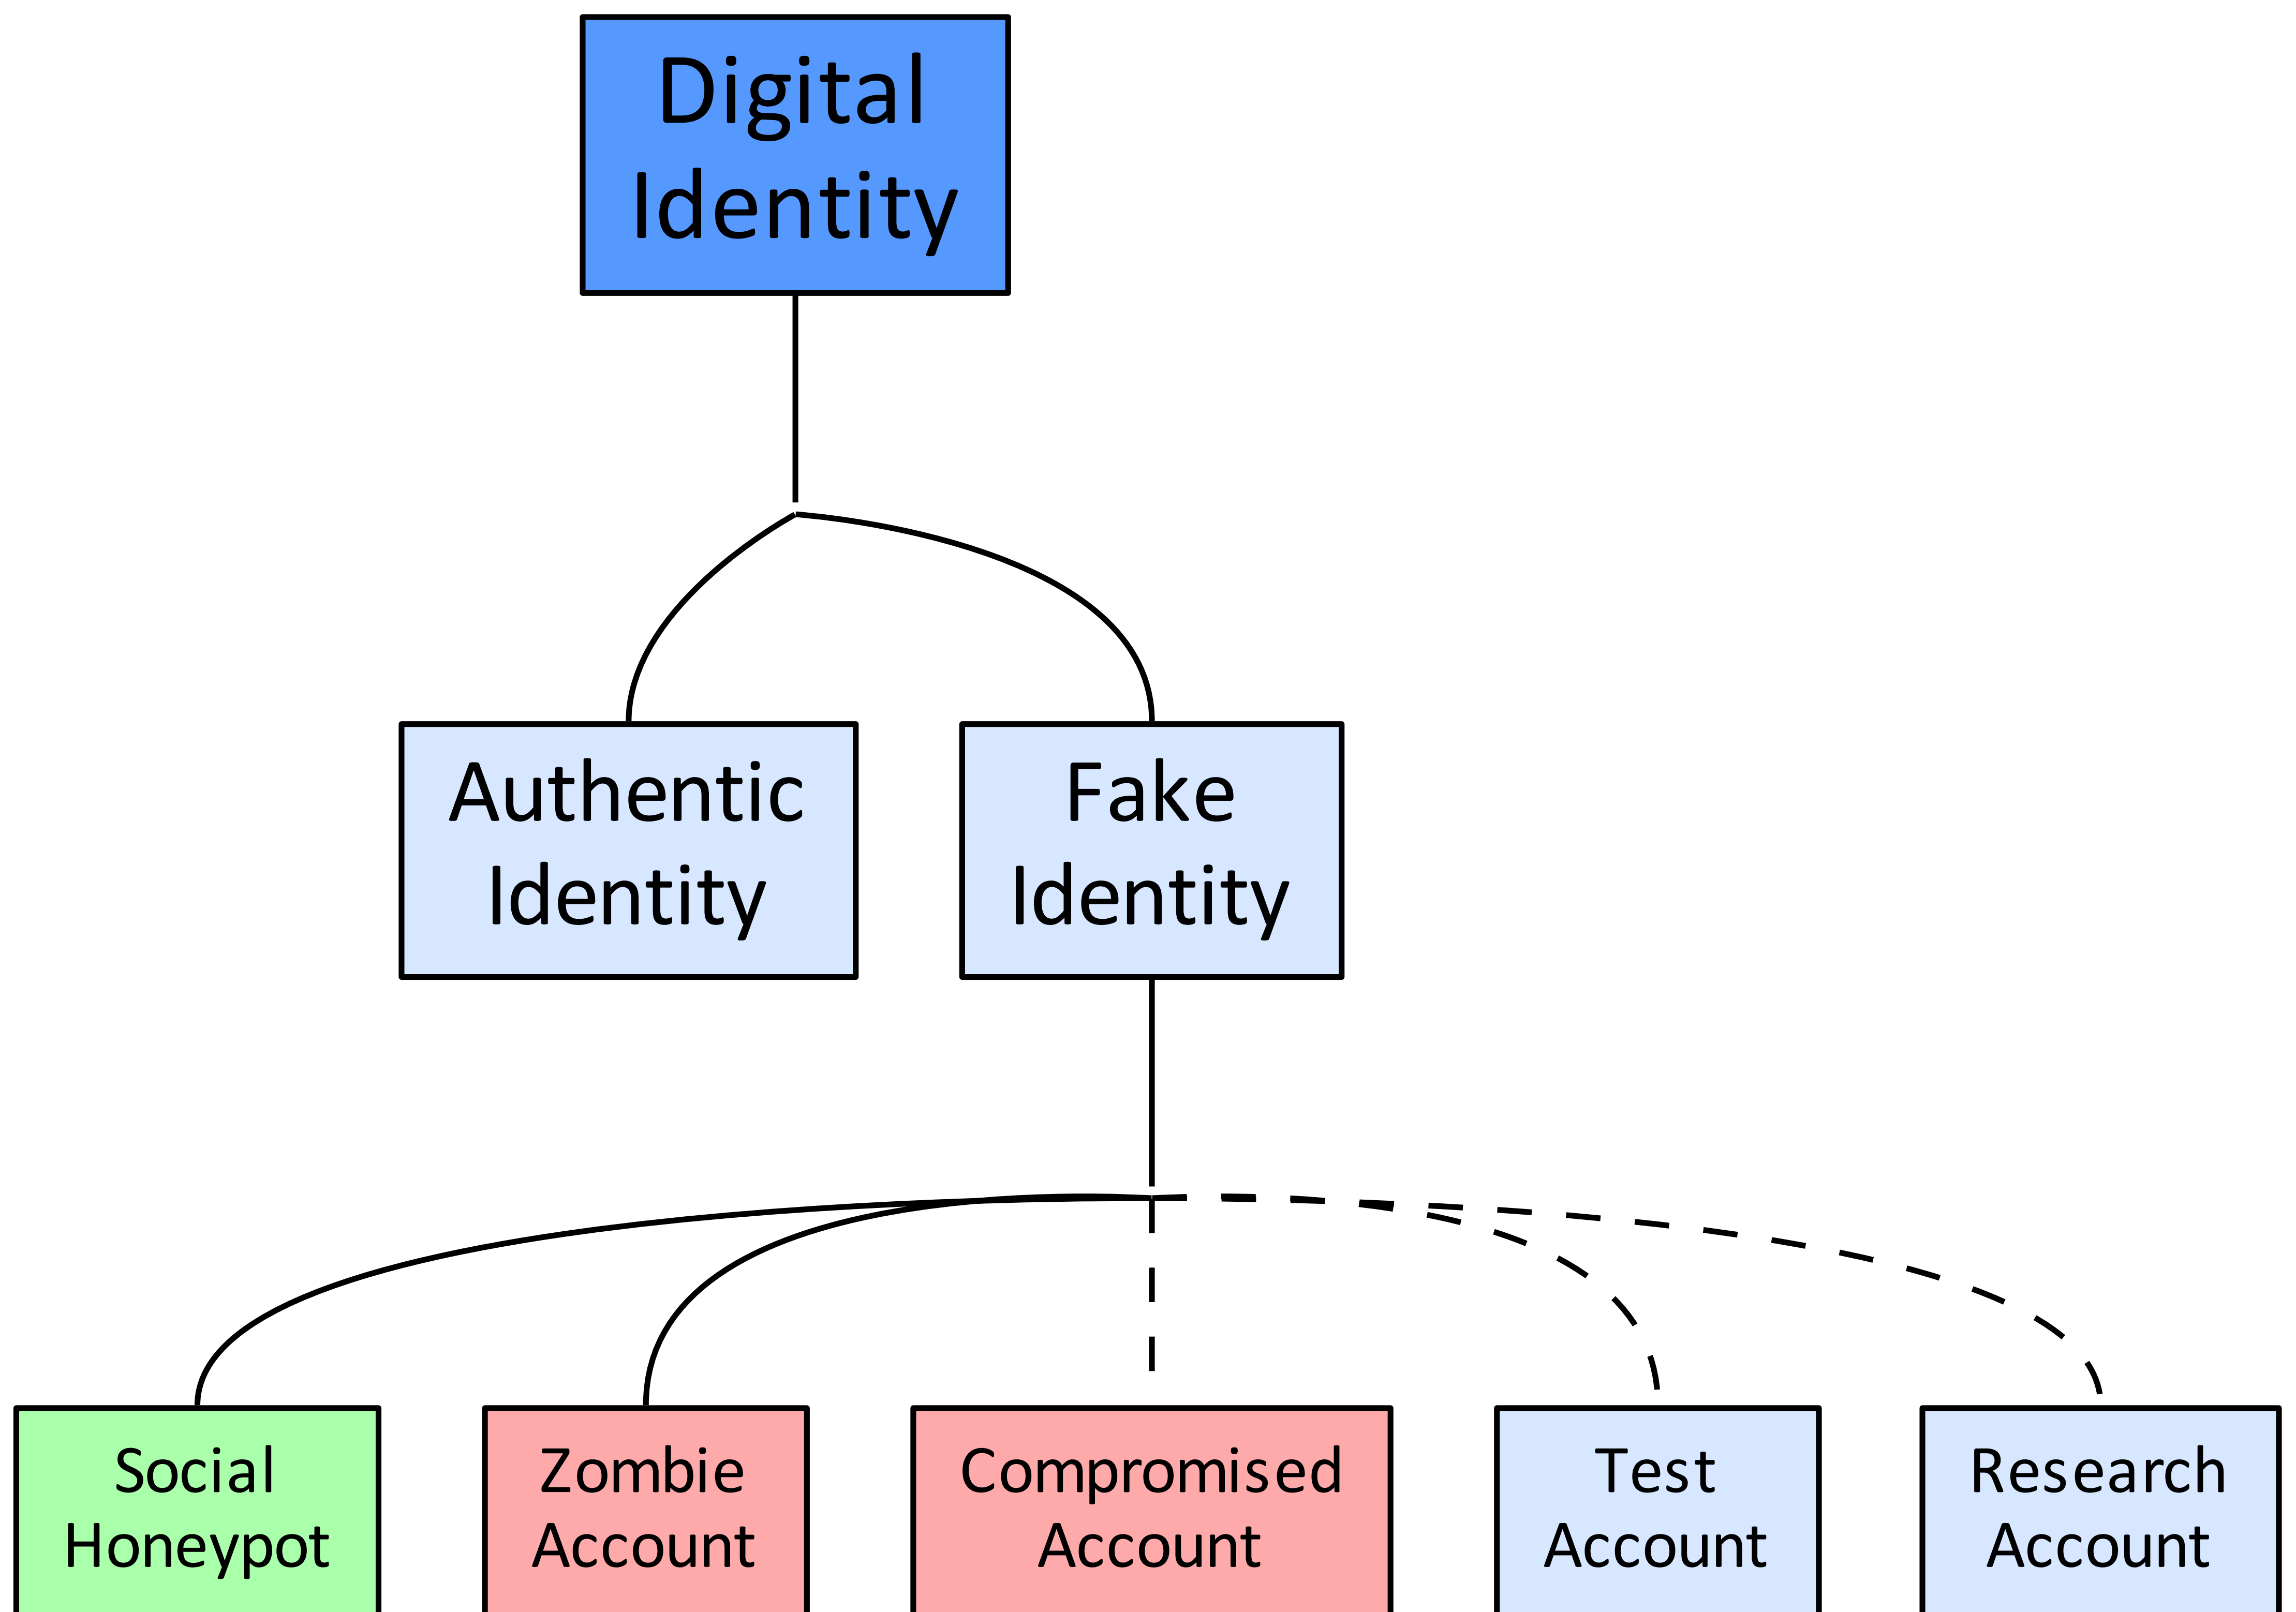 Digital
Identity
Authentic
Identity
Fake
Identity
Social
Honeypot
Zombie
Account
Compromised
Account
Test
Account
Research
Account